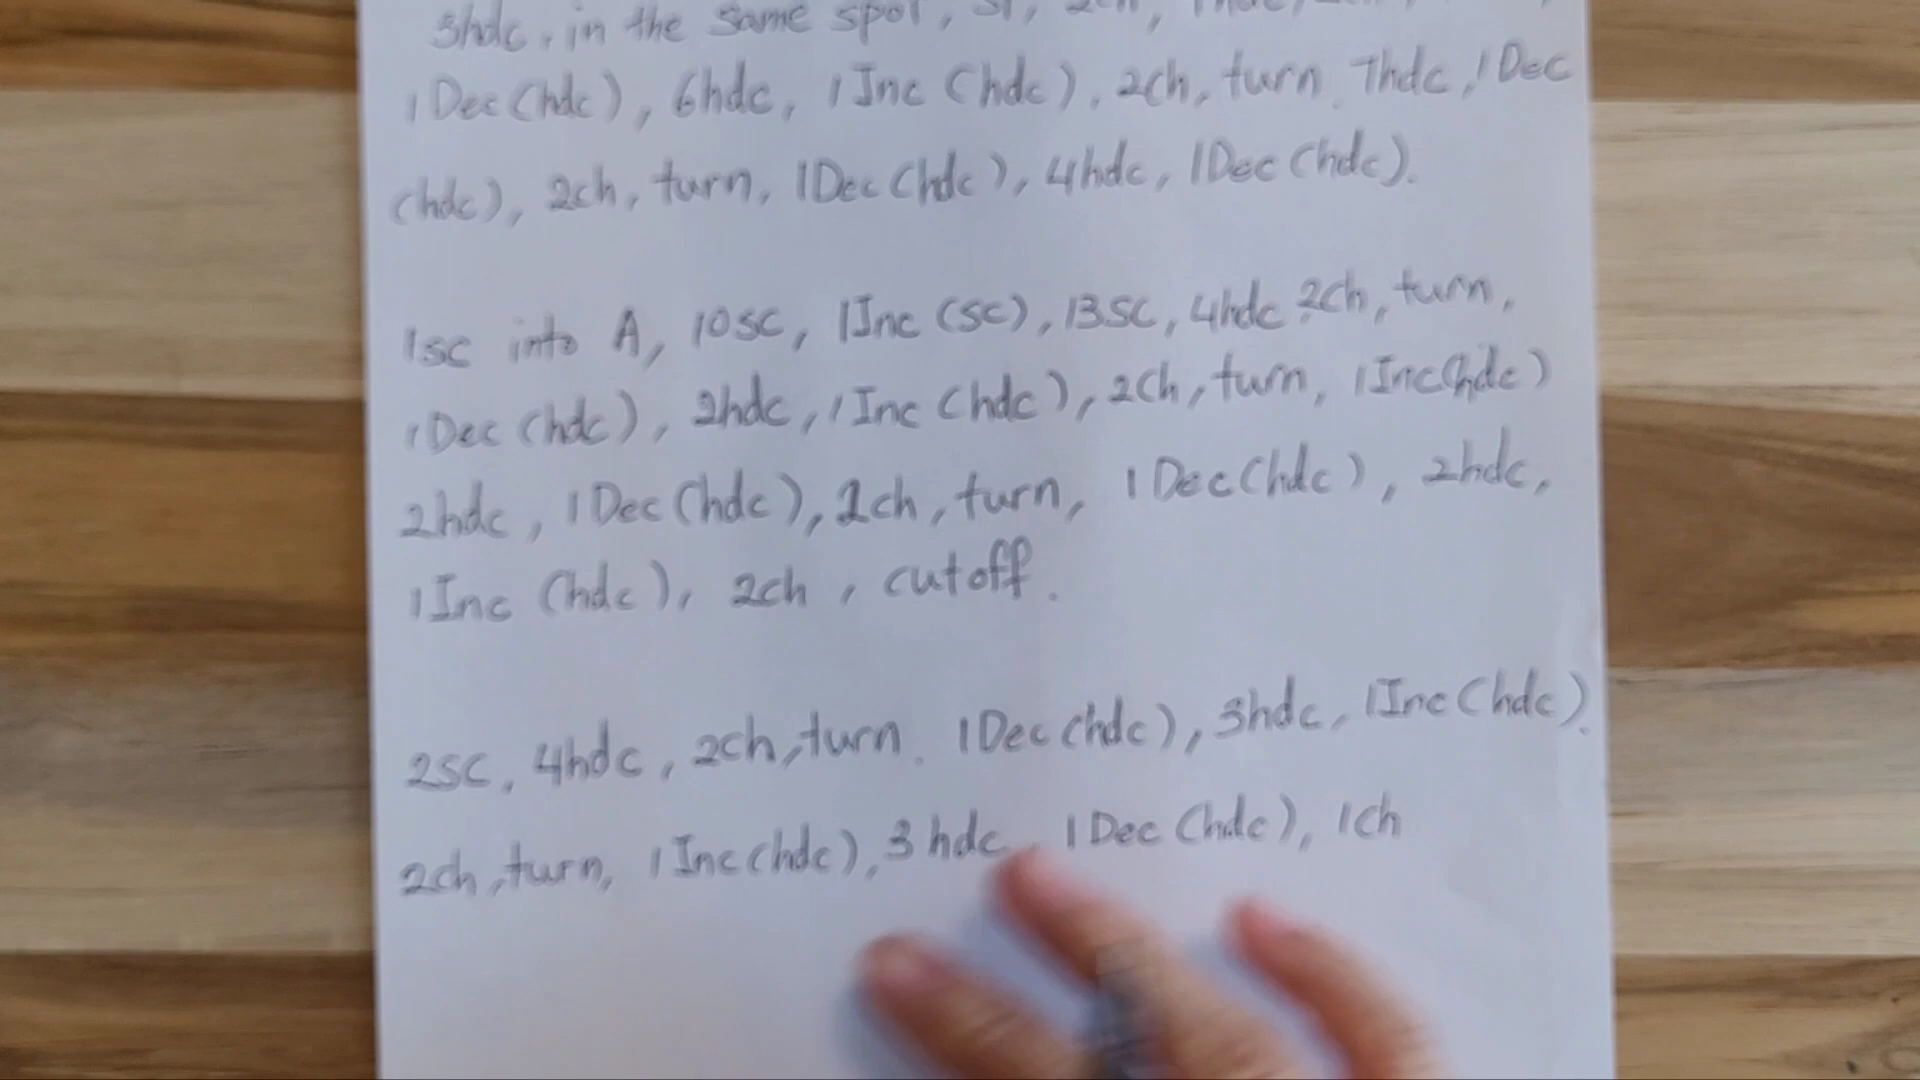 3hdc, in the same spot,
1Dec(hdc), 6hdc, 1Inc (hdc), 2ch, turn. 7hdc, 1Dec
(hdc), 2ch, turn, 1Dec(hdc), 4hdc, 1Dec(hdc).
1sc into A, 10sc, 1Inc (sc), 13sc, 4hdc 2ch, turn,
1Dec (hdc), 2hdc, 1Inc (hdc), 2ch, turn, 1Inc(hdc)
2hdc, 1Dec(hdc), 2ch, turn, 1Dec(hdc), 2hdc,
1Inc (hdc), 2ch, cutoff.
2sc, 4hdc, 2ch, turn. 1Dec(hdc), 3hdc, 1Inc(hdc).
2ch, turn, 1Inc(hdc), 3hdc, 1Dec(hdc), 1ch